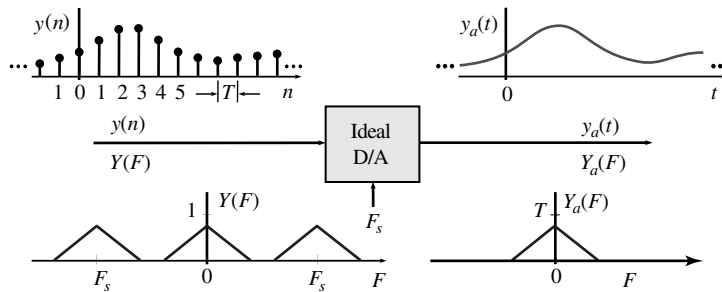 y(n)
... ...
1 0 1 2 3 4 5 T n
y_a(t)
... ...
0 t
y(n)
Y(F)
Ideal
D/A
y_a(t)
Y_a(F)
F_s
1 Y(F)
F_s 0 F_s F
T Y_a(F)
0 F